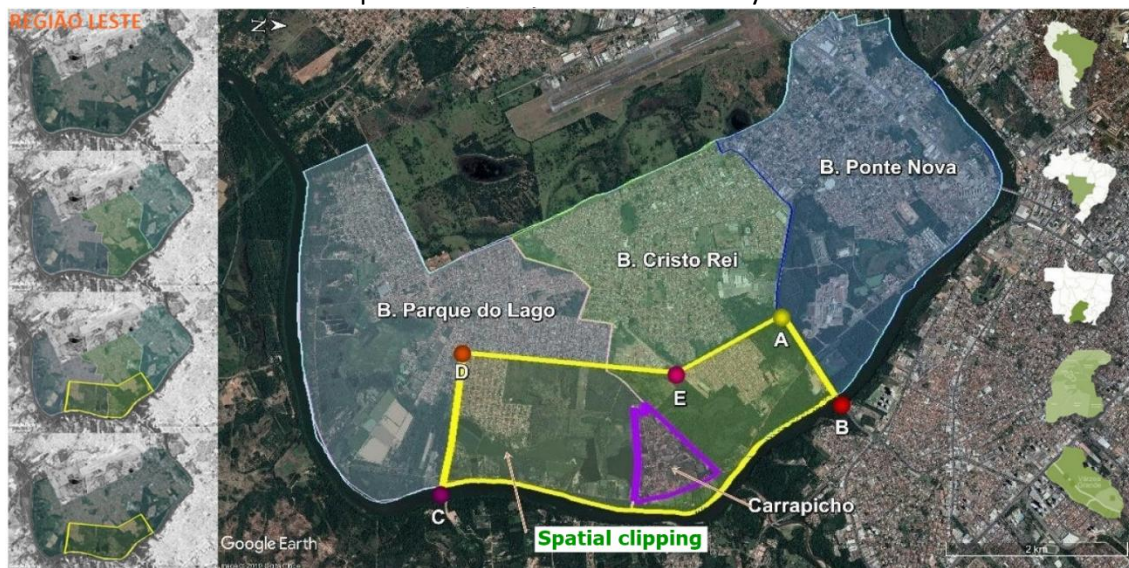 REGIÃO LESTE
N
B. Ponte Nova
B. Cristo Rei
B. Parque do Lago
A
D
E
B
C
Carrapicho
Spatial clipping
Google Earth
2 km